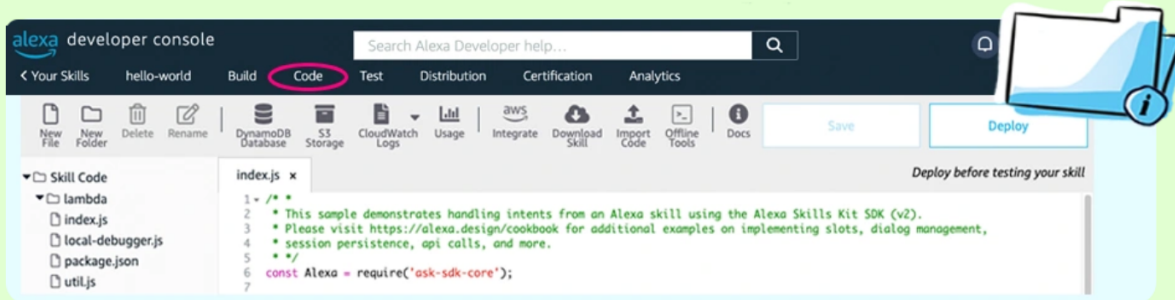 alexa developer console
Search Alexa Developer help...
< Your Skills hello-world Build Code Test Distribution Certification Analytics
New File New Folder Delete Rename DynamoDB Database S3 Storage CloudWatch Logs Usage aws Integrate Download Skill Import Code Offline Tools Docs Save Deploy
Skill Code index.js x Deploy before testing your skill
lambda 1 /* *
index.js 2 * This sample demonstrates handling intents from an Alexa skill using the Alexa Skills Kit SDK (v2).
3 * Please visit https://alexa.design/cookbook for additional examples on implementing slots, dialog management,
local-debugger.js 4 * session persistence, api calls, and more.
package.json 5 * */
6 const Alexa = require('ask-sdk-core');
util.js 7
i